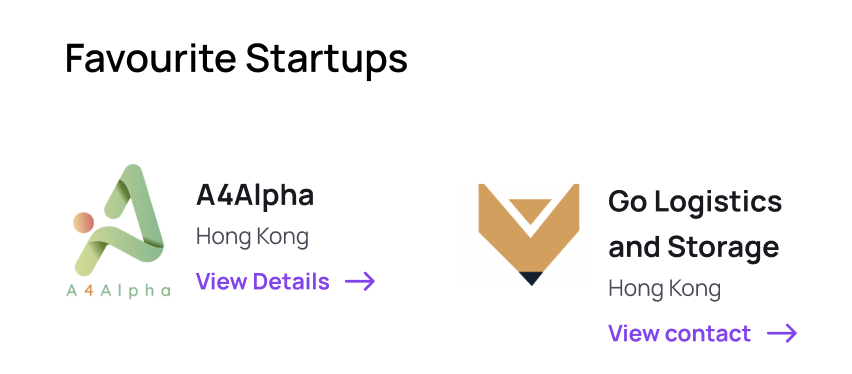 Favourite Startups
A4Alpha
Hong Kong
View Details
A4Alpha
Go Logistics
and Storage
Hong Kong
View contact